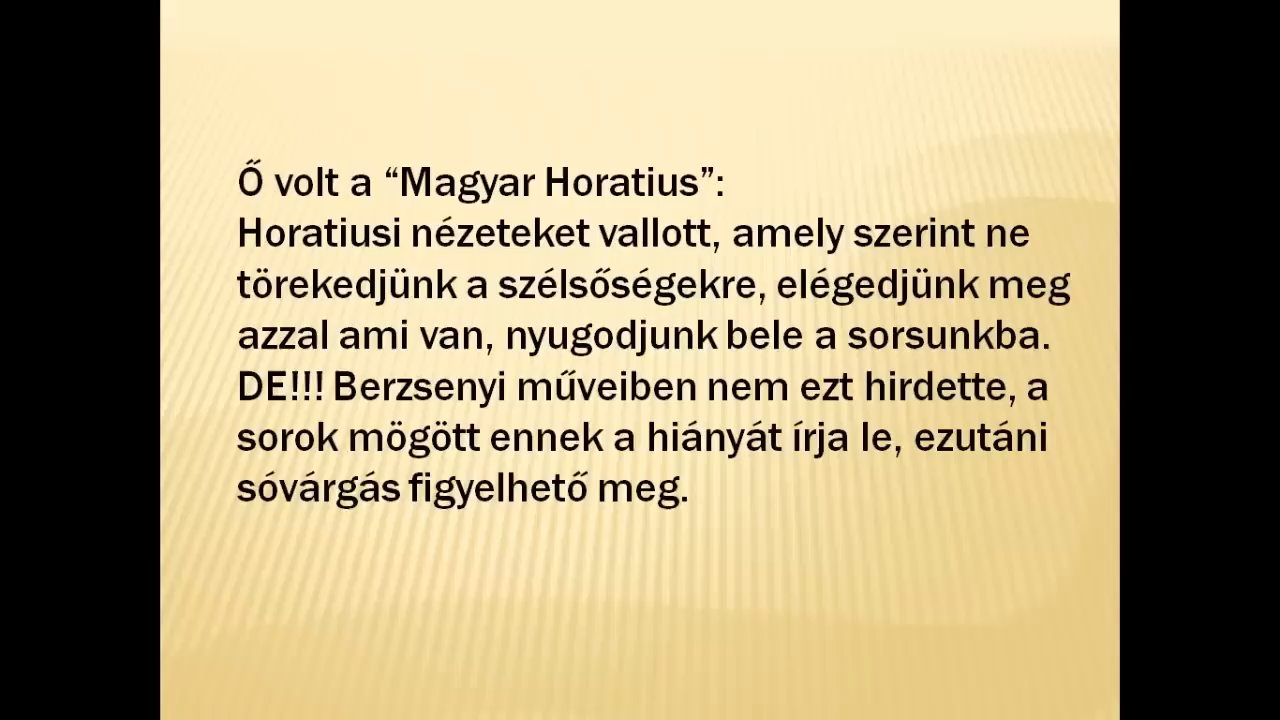 Ő volt a “Magyar Horatius”:
Horatiusi nézeteket vallott, amely szerint ne
törekedjünk a szélsőségekre, elégedjünk meg
azzal ami van, nyugodjunk bele a sorsunkba.
DE!!! Berzsenyi műveiben nem ezt hirdette, a
sorok mögött ennek a hiányát írja le, ezutáni
sóvárgás figyelhető meg.